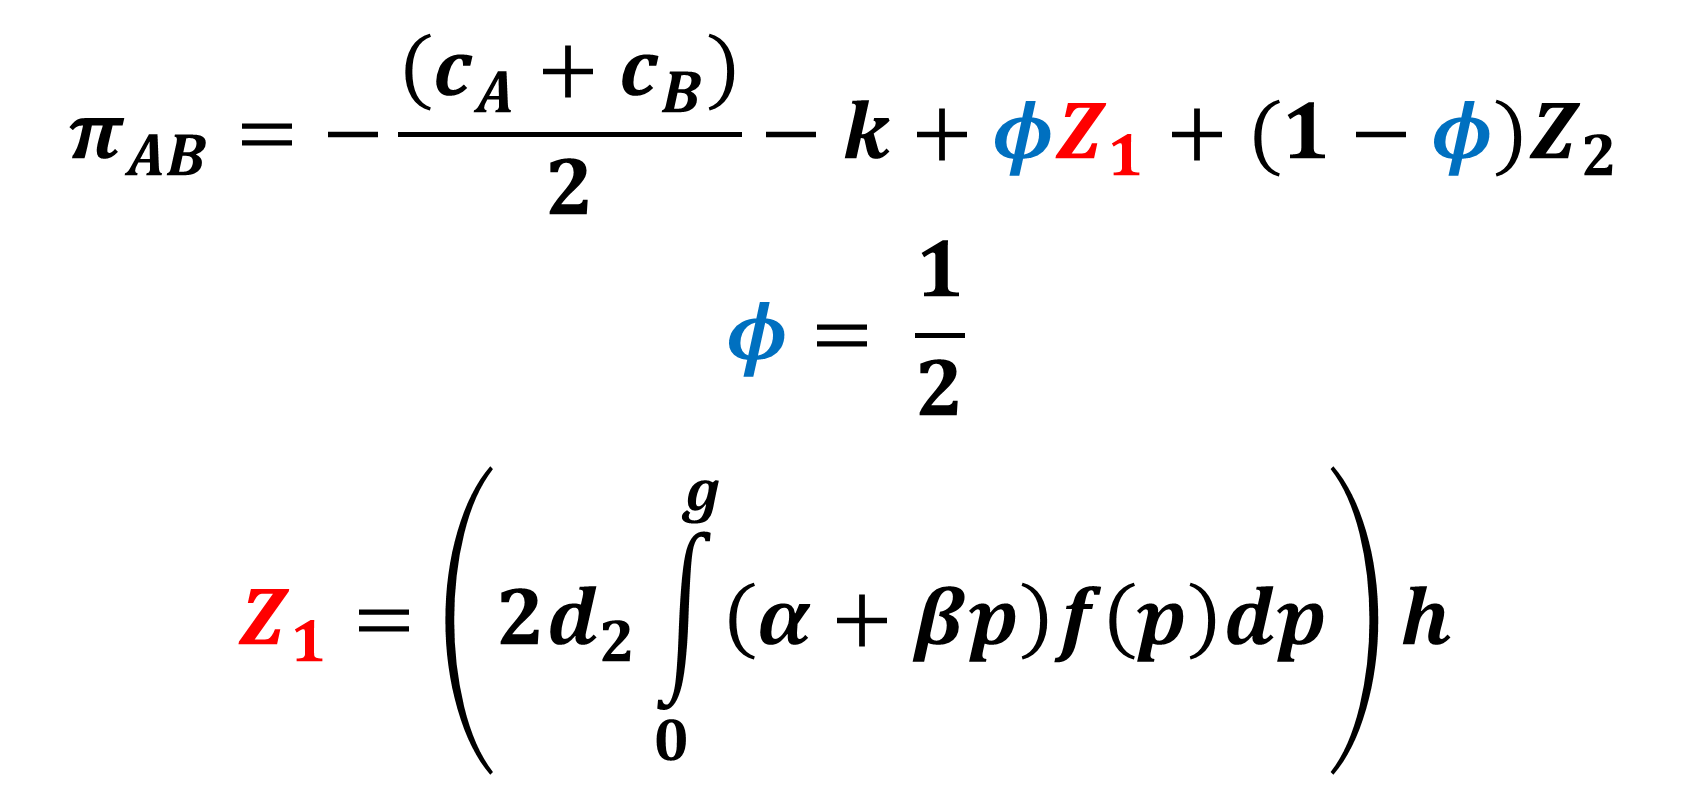 π_AB = − (c_A + c_B)/2 − k + ϕZ_1 + (1 − ϕ)Z_2
ϕ = 1/2
Z_1 = (2d_2 ∫_0^g (α + βp)f(p)dp) h